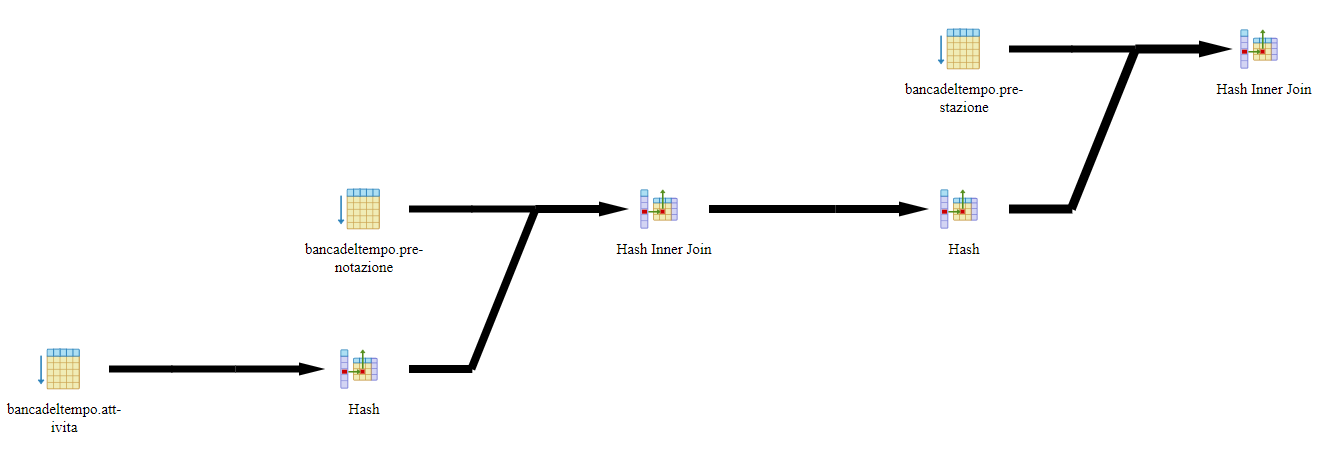 bancadeltempo.pre-
stazione
Hash Inner Join
bancadeltempo.pre-
notazione
Hash Inner Join
Hash
bancadeltempo.att-
ivita
Hash